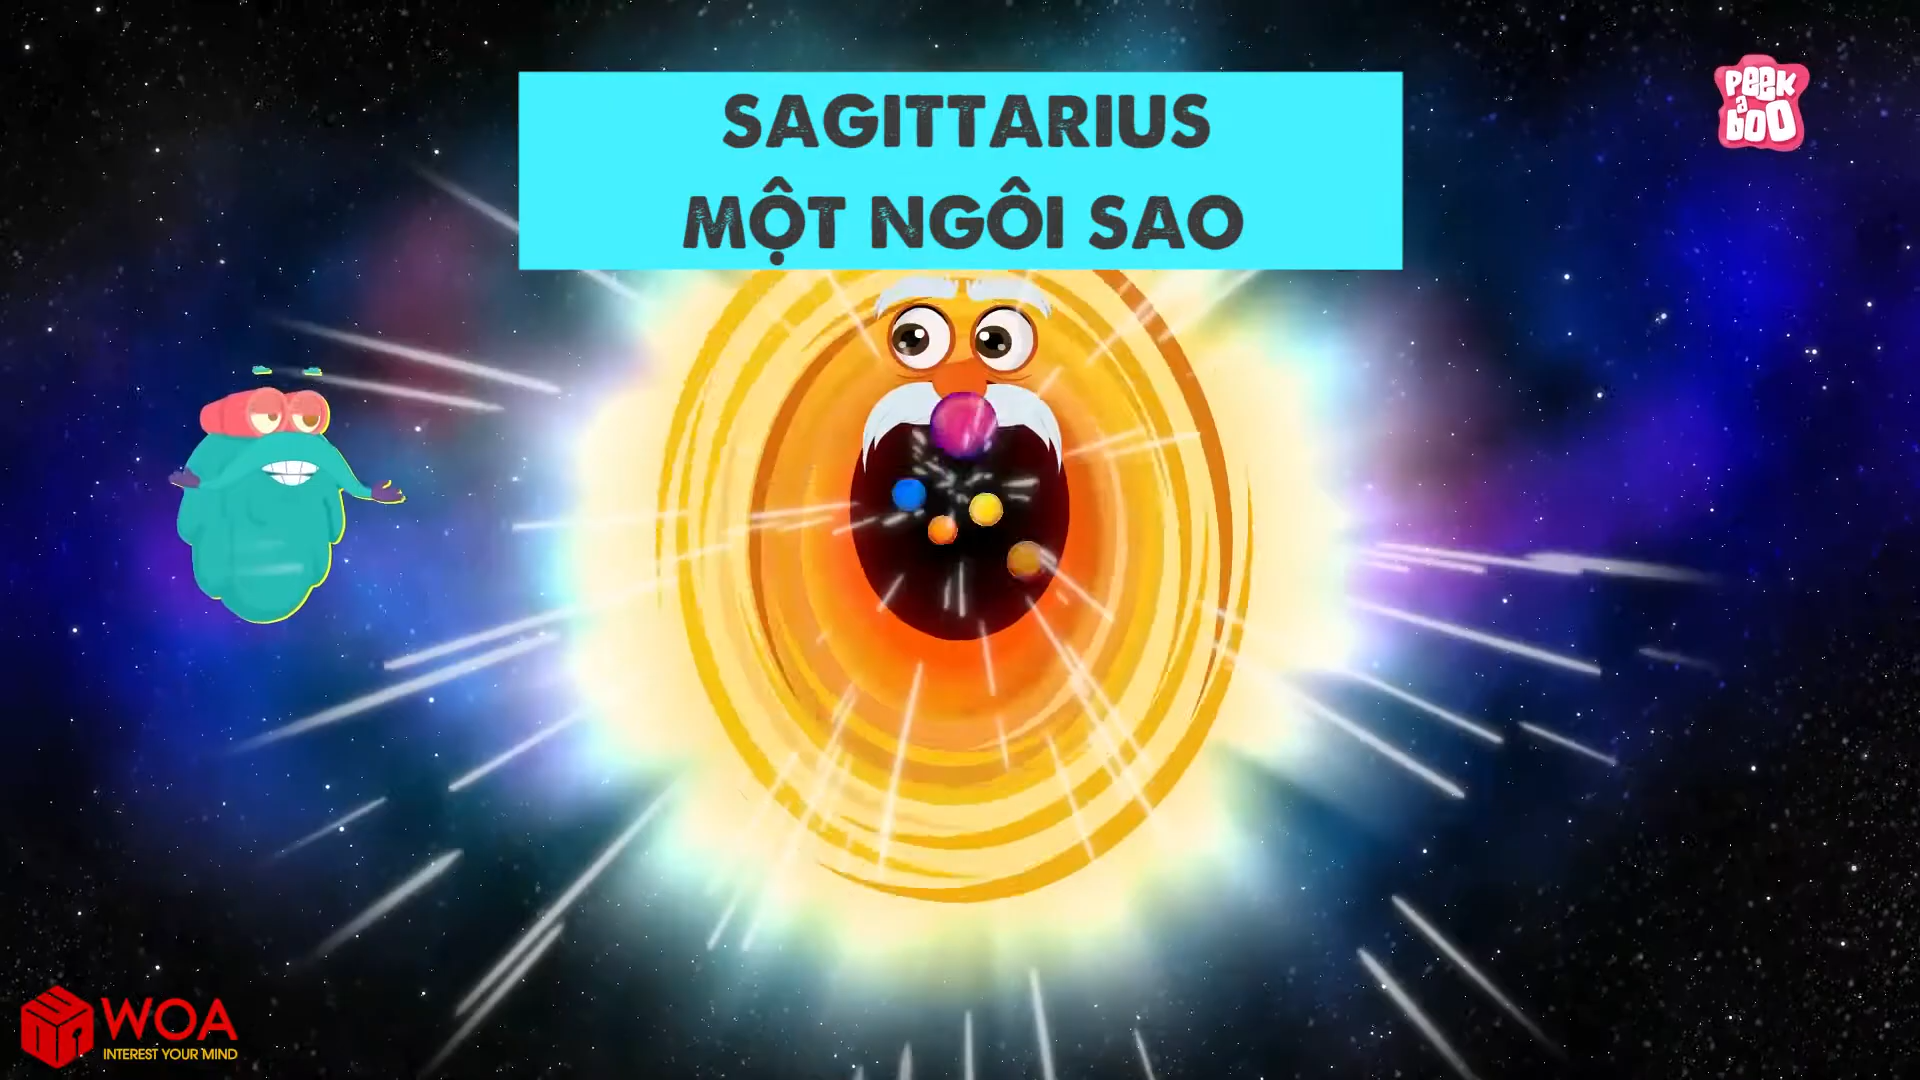 SAGITTARIUS
MỘT NGÔI SAO
PEEK
a
BOO
WOA
INTEREST YOUR MIND